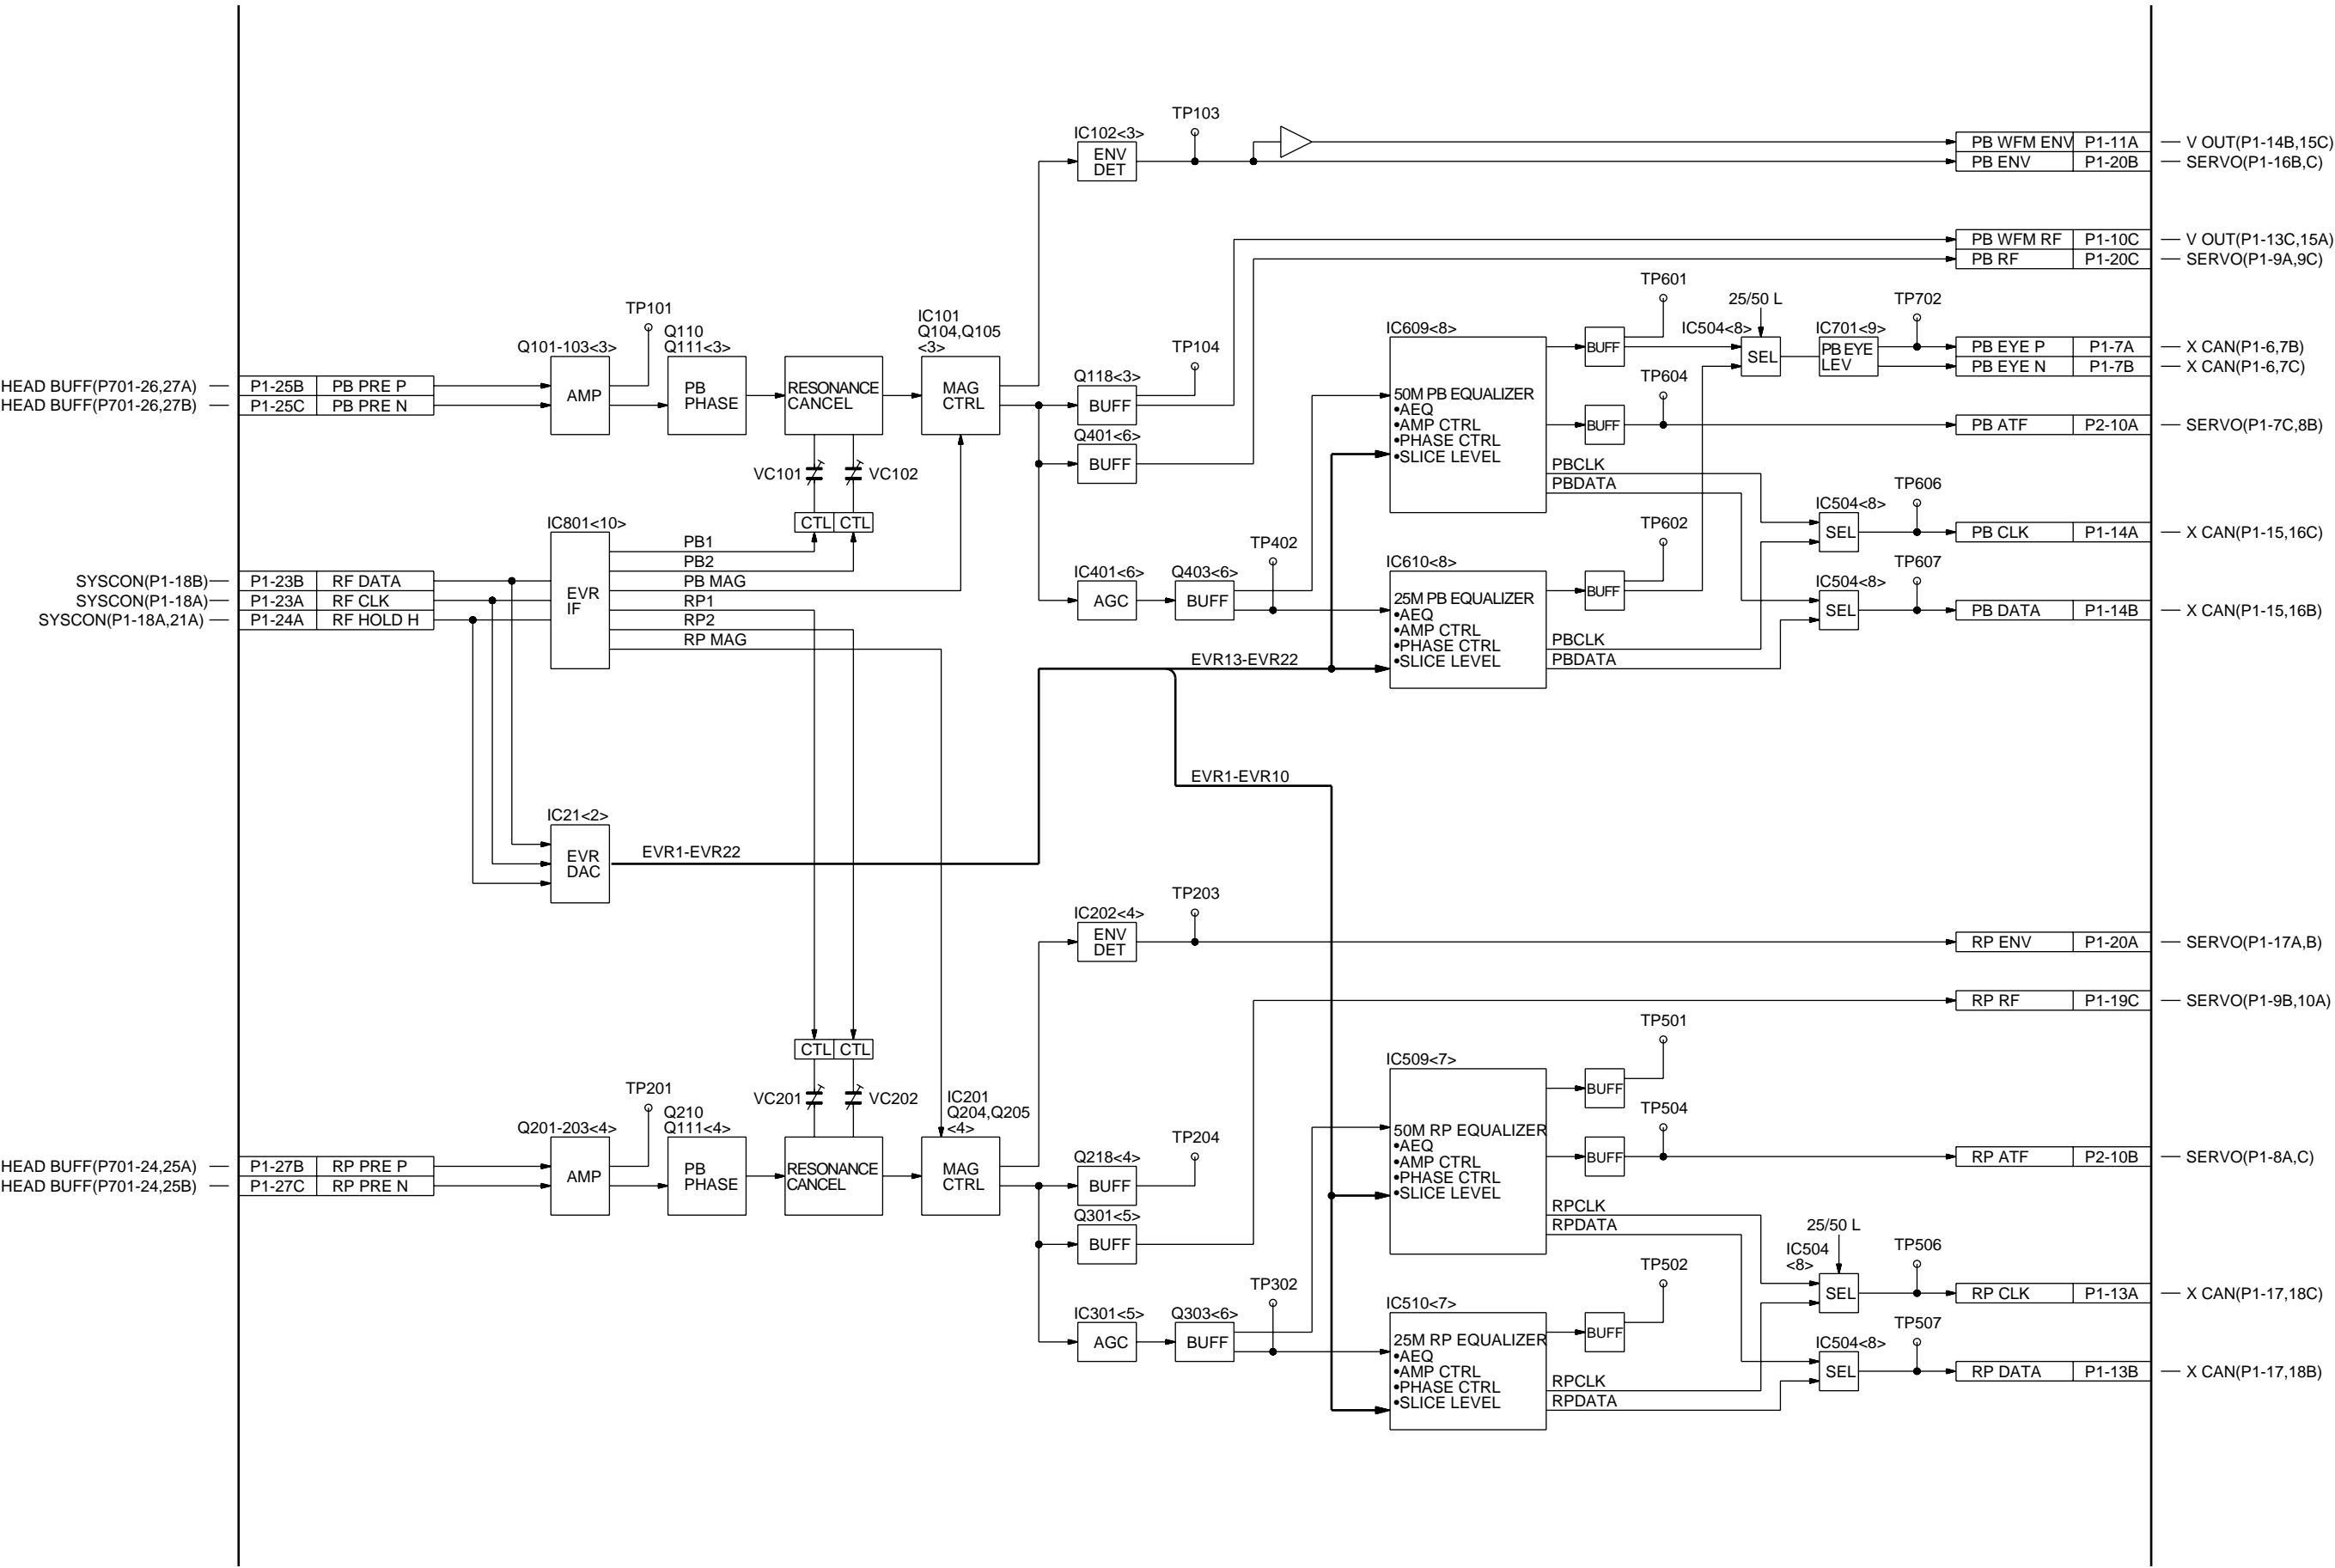 TP103
IC102<3>
ENV
DET
PB WFM ENV P1-11A V OUT(P1-14B,15C)
PB ENV P1-20B SERVO(P1-16B,C)
PB WFM RF P1-10C V OUT(P1-13C,15A)
PB RF P1-20C SERVO(P1-9A,9C)
HEAD BUFF(P701-26,27A) P1-25B PB PRE P
HEAD BUFF(P701-26,27B) P1-25C PB PRE N
Q101-103<3>
AMP
TP101
Q110
Q111<3>
PB
PHASE
RESONANCE
CANCEL
VC101
VC102
CTL CTL
IC101
Q104,Q105
<3>
MAG
CTRL
Q118<3>
BUFF
TP104
Q401<6>
BUFF
IC401<6>
AGC
Q403<6>
BUFF
TP402
IC609<8>
50M PB EQUALIZER
•AEQ
•AMP CTRL
•PHASE CTRL
•SLICE LEVEL
BUFF
TP601
BUFF
TP604
PBCLK
PBDATA
25/50 L
IC504<8>
SEL
IC701<9>
PB EYE
LEV
TP702
PB EYE P P1-7A X CAN(P1-6,7B)
PB EYE N P1-7B X CAN(P1-6,7C)
PB ATF P2-10A SERVO(P1-7C,8B)
IC610<8>
25M PB EQUALIZER
•AEQ
•AMP CTRL
•PHASE CTRL
•SLICE LEVEL
BUFF
TP602
PBCLK
PBDATA
IC504<8>
SEL
TP606
PB CLK P1-14A X CAN(P1-15,16C)
IC504<8>
SEL
TP607
PB DATA P1-14B X CAN(P1-15,16B)
SYSCON(P1-18B) P1-23B RF DATA
SYSCON(P1-18A) P1-23A RF CLK
SYSCON(P1-18A,21A) P1-24A RF HOLD H
IC801<10>
EVR
IF
PB1
PB2
PB MAG
RP1
RP2
RP MAG
EVR13-EVR22
EVR1-EVR10
IC21<2>
EVR
DAC
EVR1-EVR22
IC202<4>
ENV
DET
TP203
RP ENV P1-20A SERVO(P1-17A,B)
RP RF P1-19C SERVO(P1-9B,10A)
CTL CTL
VC201
VC202
HEAD BUFF(P701-24,25A) P1-27B RP PRE P
HEAD BUFF(P701-24,25B) P1-27C RP PRE N
Q201-203<4>
AMP
TP201
Q210
Q111<4>
PB
PHASE
RESONANCE
CANCEL
IC201
Q204,Q205
<4>
MAG
CTRL
Q218<4>
BUFF
TP204
Q301<5>
BUFF
IC301<5>
AGC
Q303<6>
BUFF
TP302
IC509<7>
50M RP EQUALIZER
•AEQ
•AMP CTRL
•PHASE CTRL
•SLICE LEVEL
BUFF
TP501
BUFF
TP504
RP ATF P2-10B SERVO(P1-8A,C)
RPCLK
RPDATA
IC510<7>
25M RP EQUALIZER
•AEQ
•AMP CTRL
•PHASE CTRL
•SLICE LEVEL
BUFF
TP502
RPCLK
RPDATA
25/50 L
IC504
<8>
SEL
TP506
RP CLK P1-13A X CAN(P1-17,18C)
IC504<8>
SEL
TP507
RP DATA P1-13B X CAN(P1-17,18B)